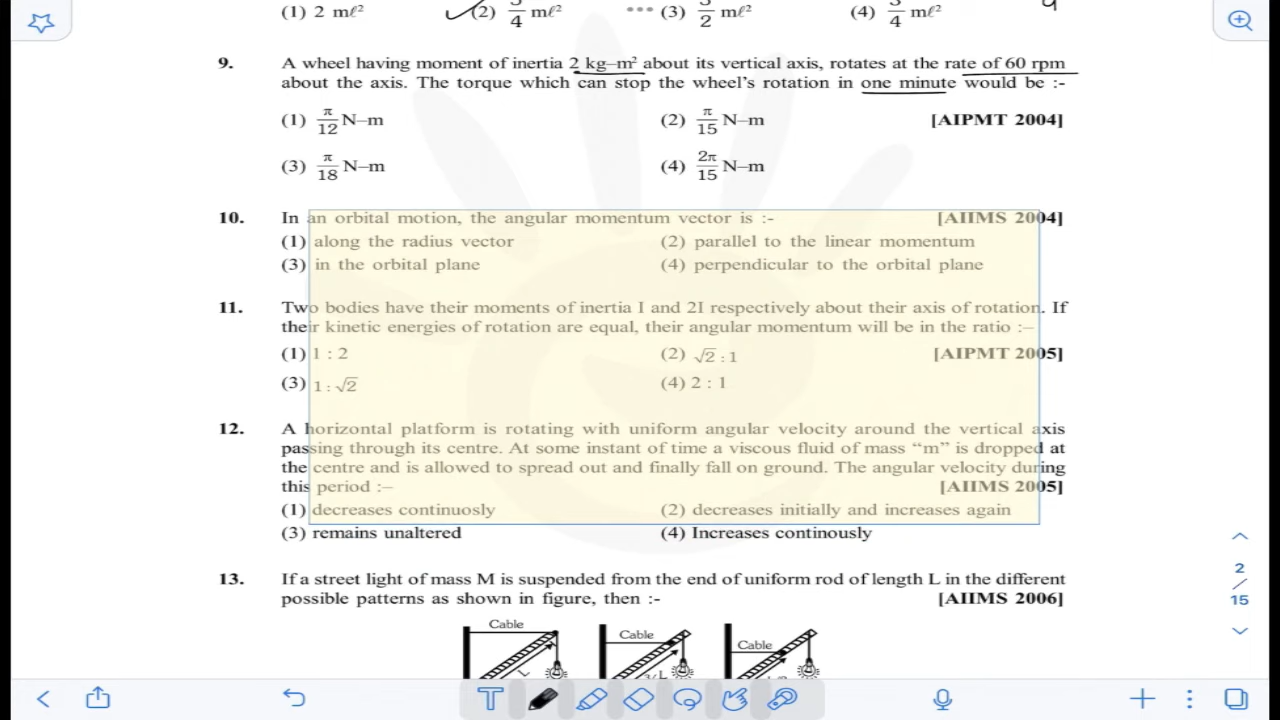 (1) 2 mℓ² (2) 3/4 mℓ² (3) 3/2 mℓ² (4) 3/4 mℓ²
9. A wheel having moment of inertia 2 kg–m² about its vertical axis, rotates at the rate of 60 rpm
about the axis. The torque which can stop the wheel's rotation in one minute would be :-
(1) π/12 N–m (2) π/15 N–m [AIPMT 2004]
(3) π/18 N–m (4) 2π/15 N–m
10. In an orbital motion, the angular momentum vector is :- [AIIMS 2004]
(1) along the radius vector (2) parallel to the linear momentum
(3) in the orbital plane (4) perpendicular to the orbital plane
11. Two bodies have their moments of inertia I and 2I respectively about their axis of rotation. If
their kinetic energies of rotation are equal, their angular momentum will be in the ratio :–
(1) 1 : 2 (2) √2 : 1 [AIPMT 2005]
(3) 1 : √2 (4) 2 : 1
12. A horizontal platform is rotating with uniform angular velocity around the vertical axis
passing through its centre. At some instant of time a viscous fluid of mass “m” is dropped at
the centre and is allowed to spread out and finally fall on ground. The angular velocity during
this period :– [AIIMS 2005]
(1) decreases continuosly (2) decreases initially and increases again
(3) remains unaltered (4) Increases continously
13. If a street light of mass M is suspended from the end of uniform rod of length L in the different
possible patterns as shown in figure, then :- [AIIMS 2006]
Cable Cable Cable
L
2
15
T